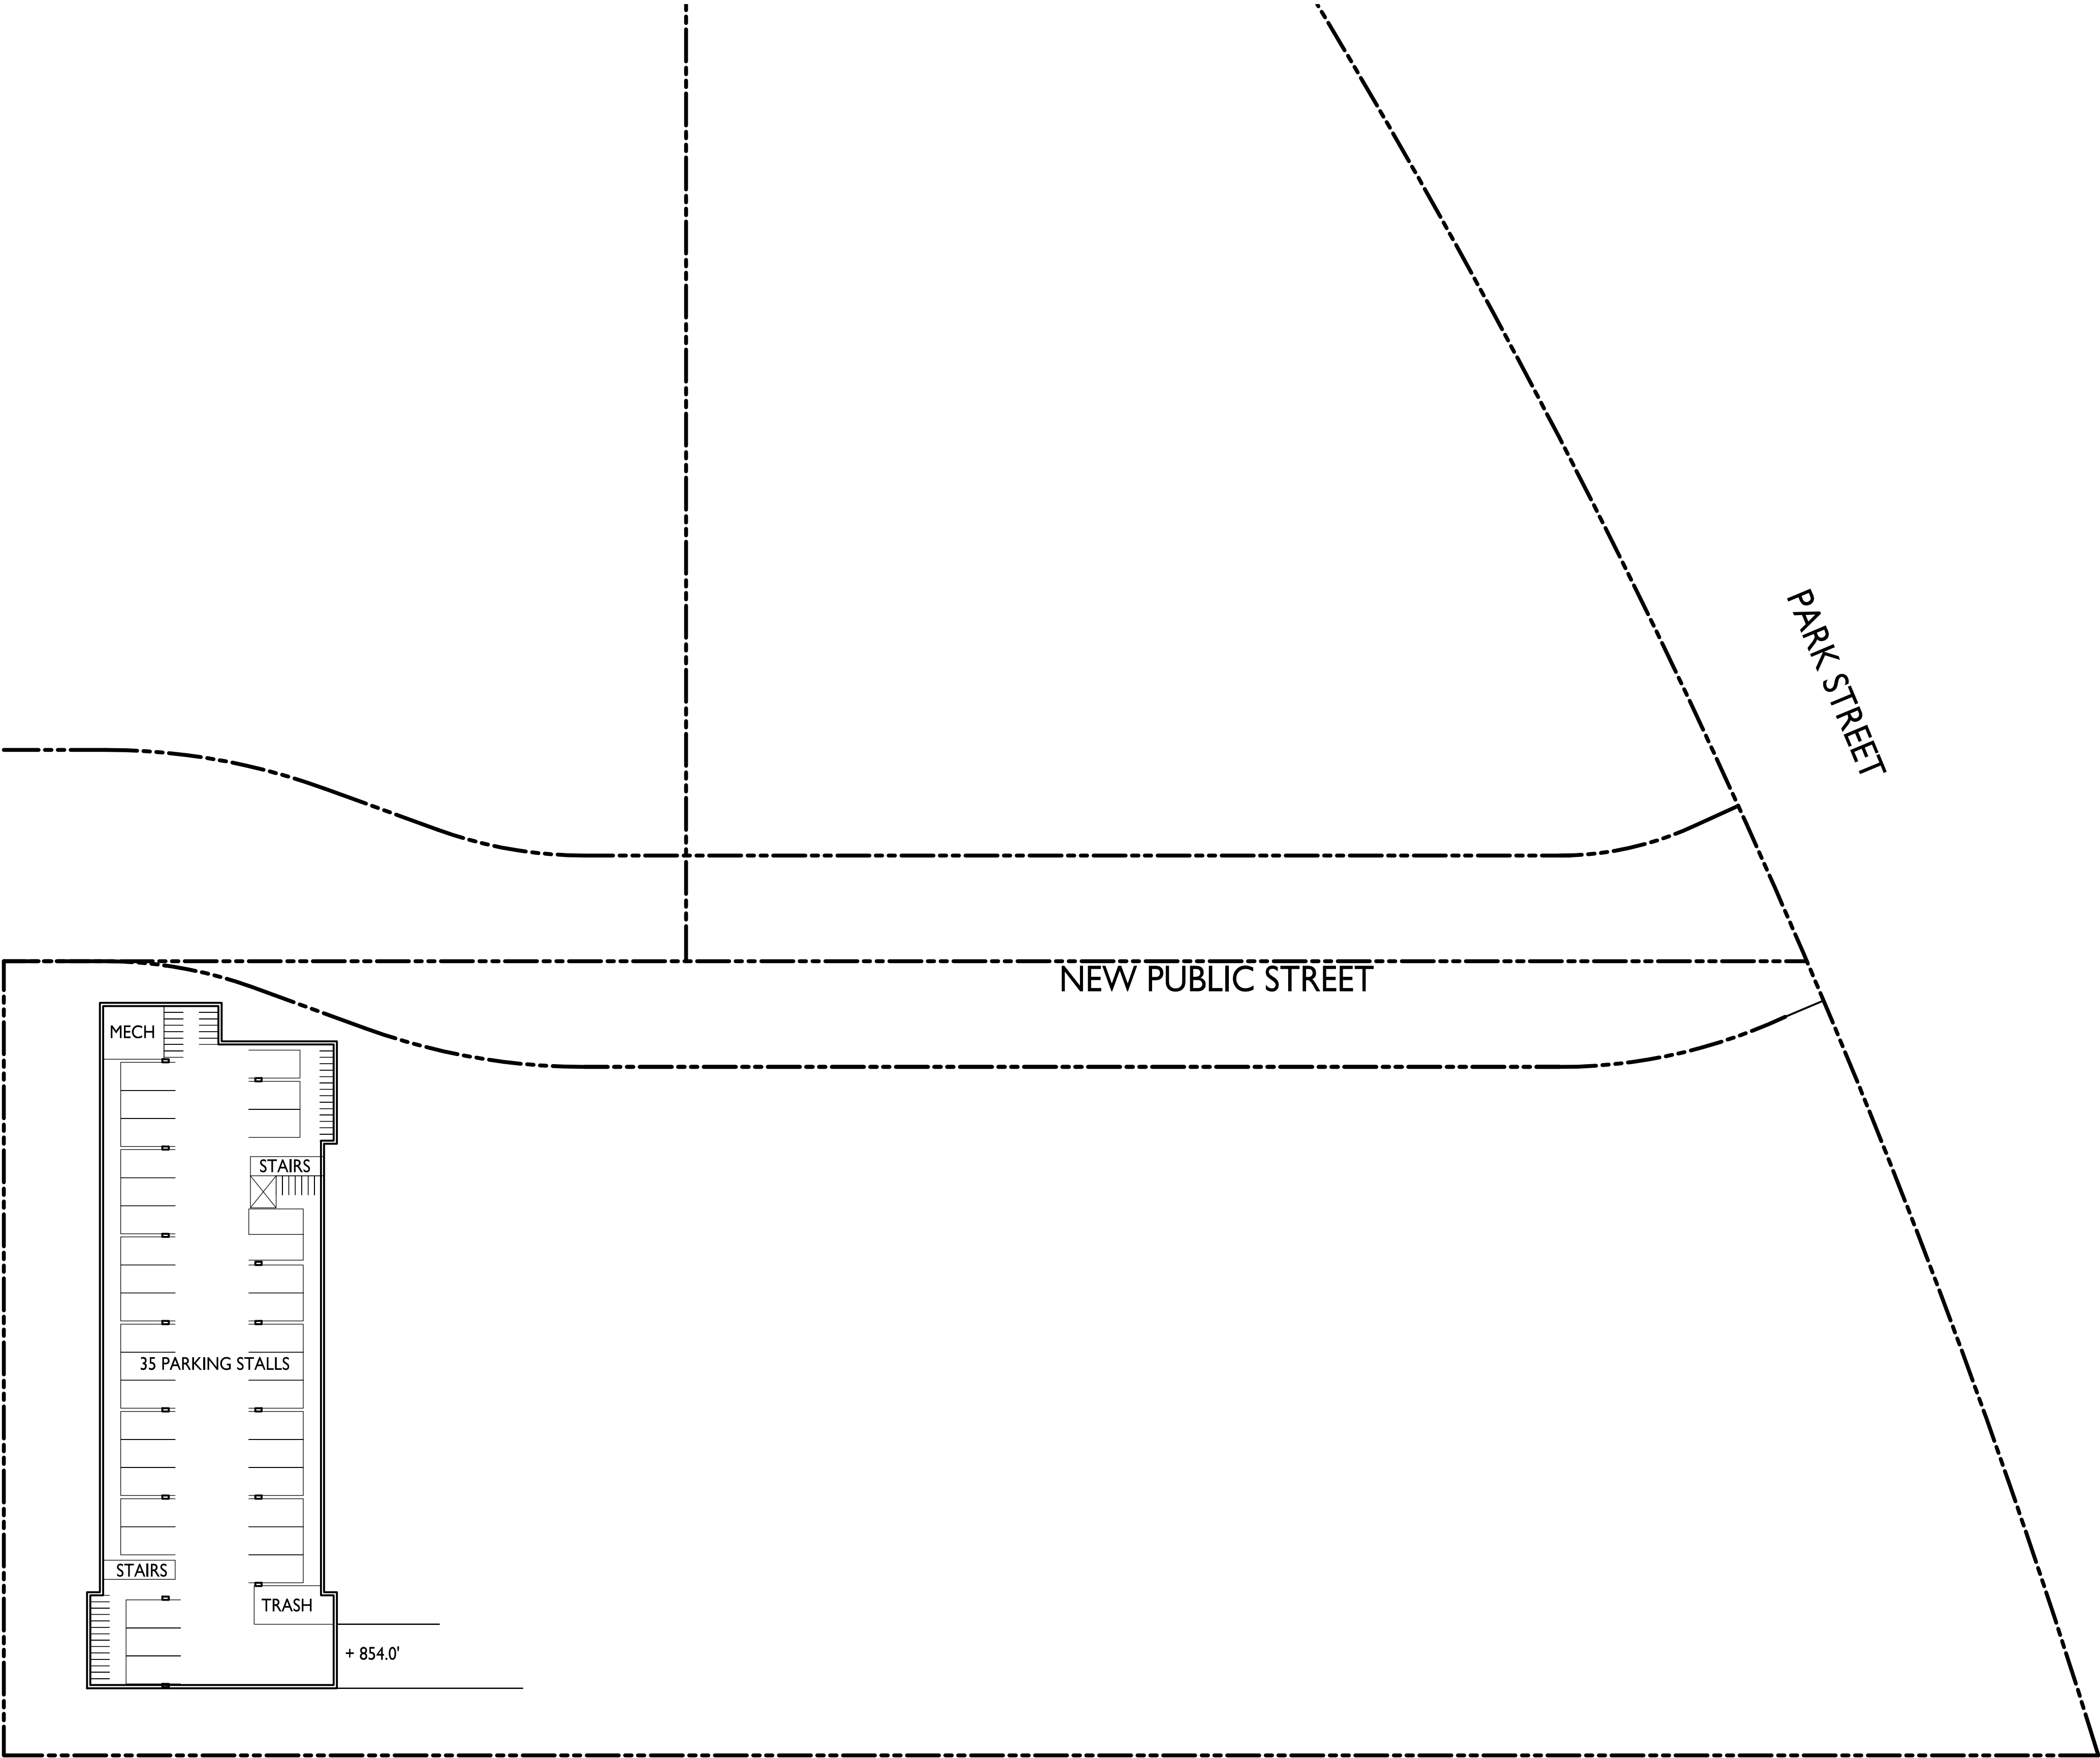 PARK STREET
NEW PUBLIC STREET
MECH
STAIRS
35 PARKING STALLS
STAIRS
TRASH
+ 854.0'